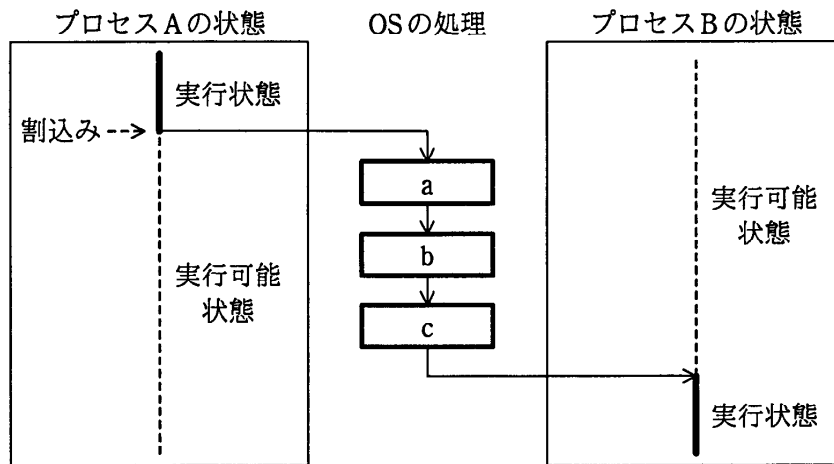 プロセスAの状態
OSの処理
プロセスBの状態
実行状態
割込み
a
実行可能
状態
b
実行可能
状態
c
実行状態